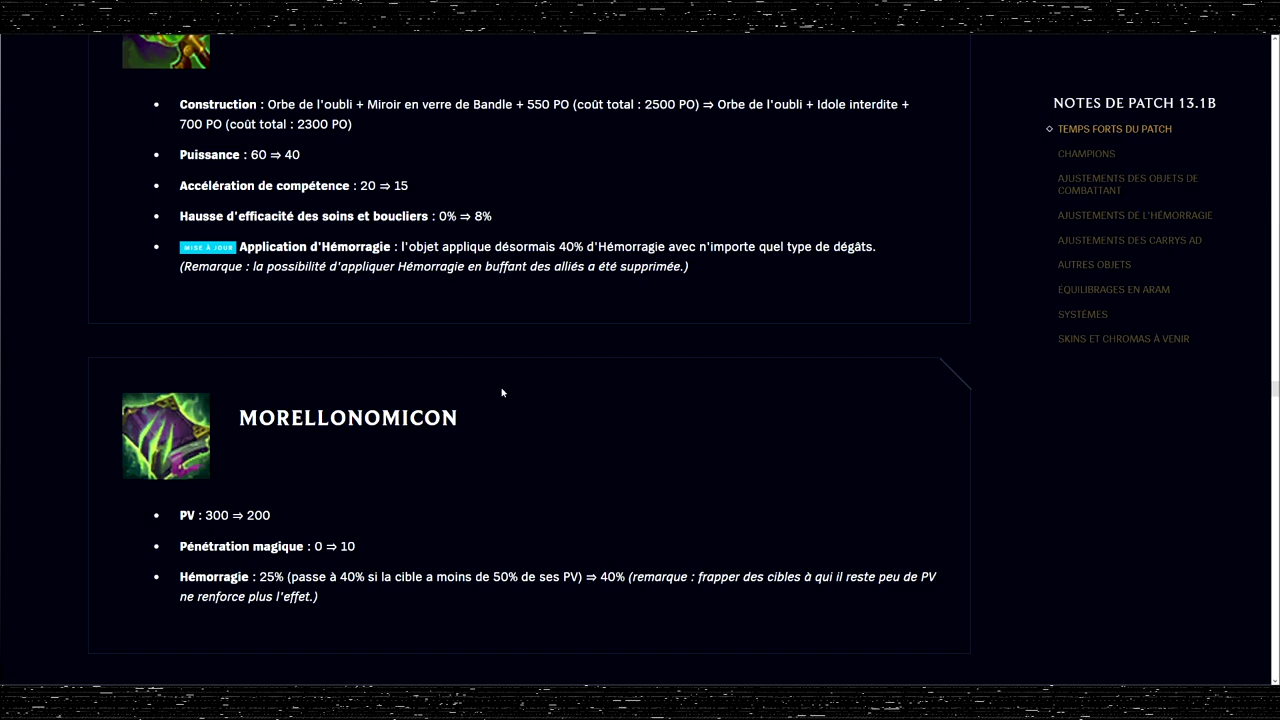 Construction : Orbe de l'oubli + Miroir en verre de Bandle + 550 PO (coût total : 2500 PO) ⇒ Orbe de l'oubli + Idole interdite +
700 PO (coût total : 2300 PO)
Puissance : 60 ⇒ 40
Accélération de compétence : 20 ⇒ 15
Hausse d'efficacité des soins et boucliers : 0% ⇒ 8%
MISE À JOUR Application d'Hémorragie : l'objet applique désormais 40% d'Hémorragie avec n'importe quel type de dégâts.
(Remarque : la possibilité d'appliquer Hémorragie en buffant des alliés a été supprimée.)
MORELLONOMICON
PV : 300 ⇒ 200
Pénétration magique : 0 ⇒ 10
Hémorragie : 25% (passe à 40% si la cible a moins de 50% de ses PV) ⇒ 40% (remarque : frapper des cibles à qui il reste peu de PV
ne renforce plus l'effet.)
NOTES DE PATCH 13.1B
TEMPS FORTS DU PATCH
CHAMPIONS
AJUSTEMENTS DES OBJETS DE
COMBATTANT
AJUSTEMENTS DE L'HÉMORRAGIE
AJUSTEMENTS DES CARRYS AD
AUTRES OBJETS
ÉQUILIBRAGES EN ARAM
SYSTÈMES
SKINS ET CHROMAS À VENIR